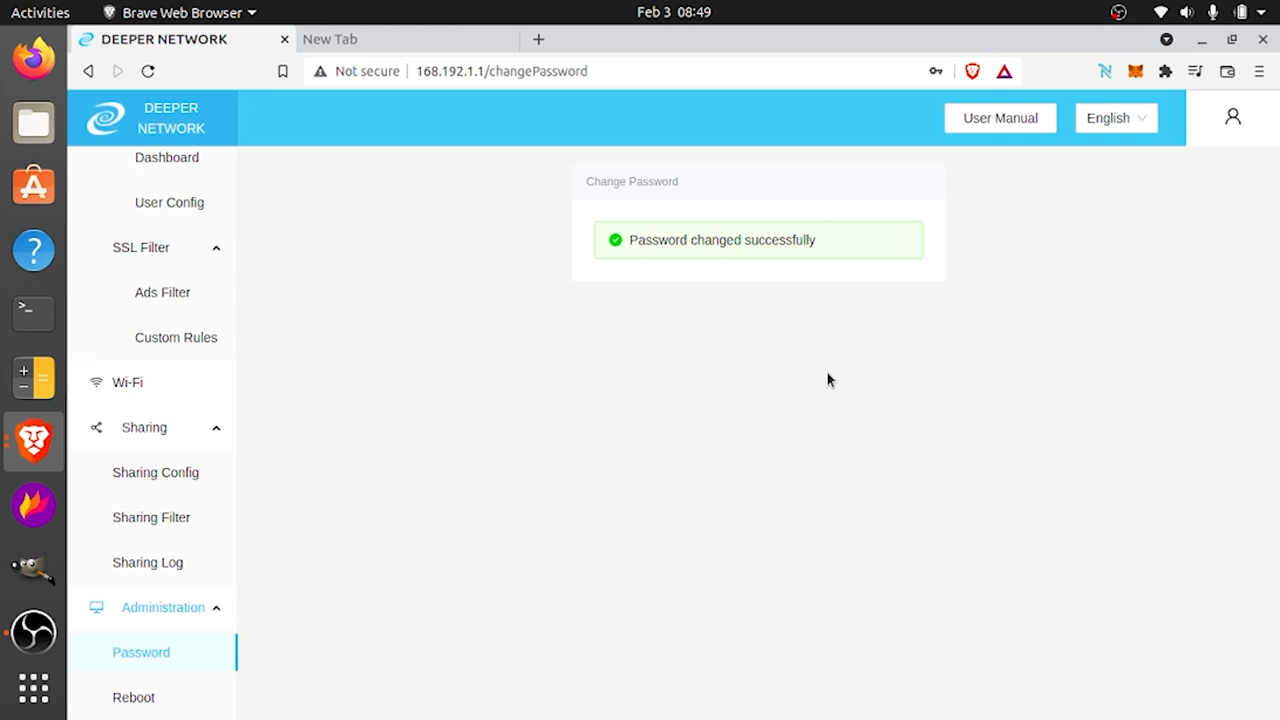 Activities
Brave Web Browser
Feb 3 08:49
DEEPER NETWORK
New Tab
Not secure
168.192.1.1/changePassword
DEEPER
NETWORK
User Manual
English
Dashboard
User Config
SSL Filter
Ads Filter
Custom Rules
Wi-Fi
Sharing
Sharing Config
Sharing Filter
Sharing Log
Administration
Password
Reboot
Change Password
Password changed successfully